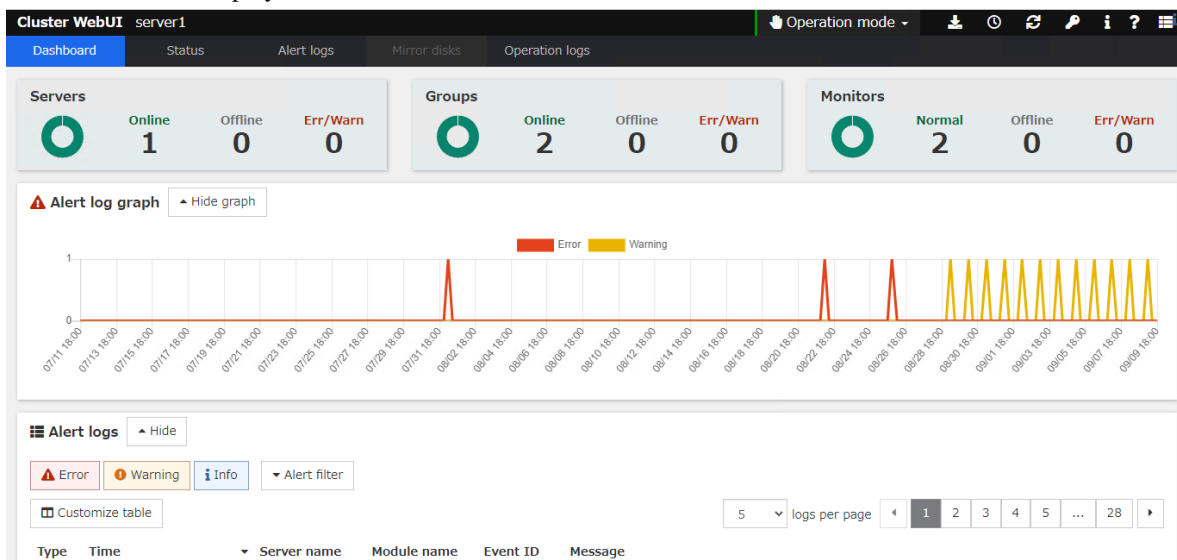 Cluster WebUI server1 Operation mode i ?
Dashboard Status Alert logs Mirror disks Operation logs
Servers Groups Monitors
Online Offline Err/Warn Online Offline Err/Warn Normal Offline Err/Warn
1 0 0 2 0 0 2 0 0
Alert log graph Hide graph
Error Warning
1
0
07/11 18:00 07/13 18:00 07/15 18:00 07/17 18:00 07/19 18:00 07/21 18:00 07/23 18:00 07/25 18:00 07/27 18:00 07/29 18:00 07/31 18:00 08/02 18:00 08/04 18:00 08/06 18:00 08/08 18:00 08/10 18:00 08/12 18:00 08/14 18:00 08/16 18:00 08/18 18:00 08/20 18:00 08/22 18:00 08/24 18:00 08/26 18:00 08/28 18:00 08/30 18:00 09/01 18:00 09/03 18:00 09/05 18:00 09/07 18:00 09/09 18:00
Alert logs Hide
Error Warning i Info Alert filter
Customize table 5 logs per page 1 2 3 4 5 ... 28
Type Time Server name Module name Event ID Message